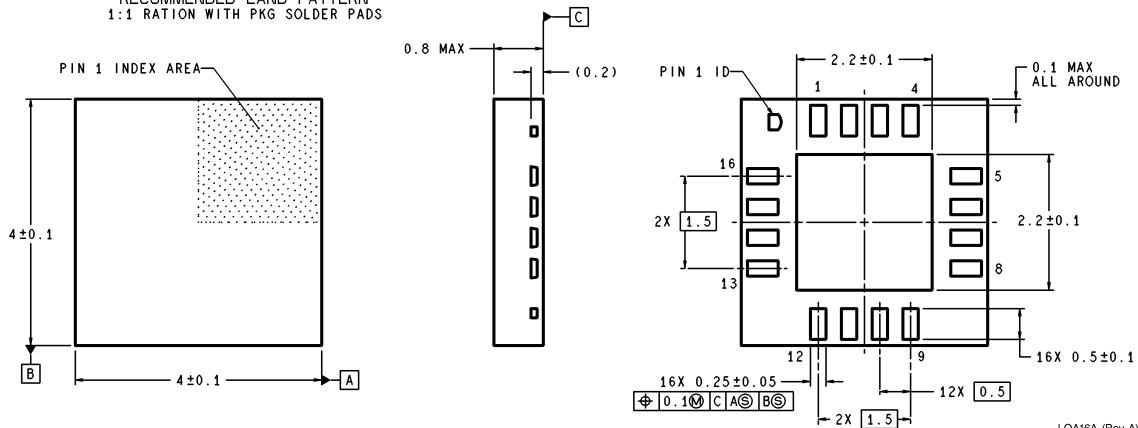 RECOMMENDED LAND PATTERN
1:1 RATION WITH PKG SOLDER PADS
C
0.8 MAX
(0.2)
PIN 1 INDEX AREA
PIN 1 ID
2.2±0.1
0.1 MAX
ALL AROUND
1
4
16
5
4±0.1
2X 1.5
2.2±0.1
13
8
12
9
16X 0.5±0.1
B
4±0.1
A
16X 0.25±0.05
12X 0.5
⌖ 0.1Ⓜ C AⓈ BⓈ
2X 1.5
LQA16A (Rev A)